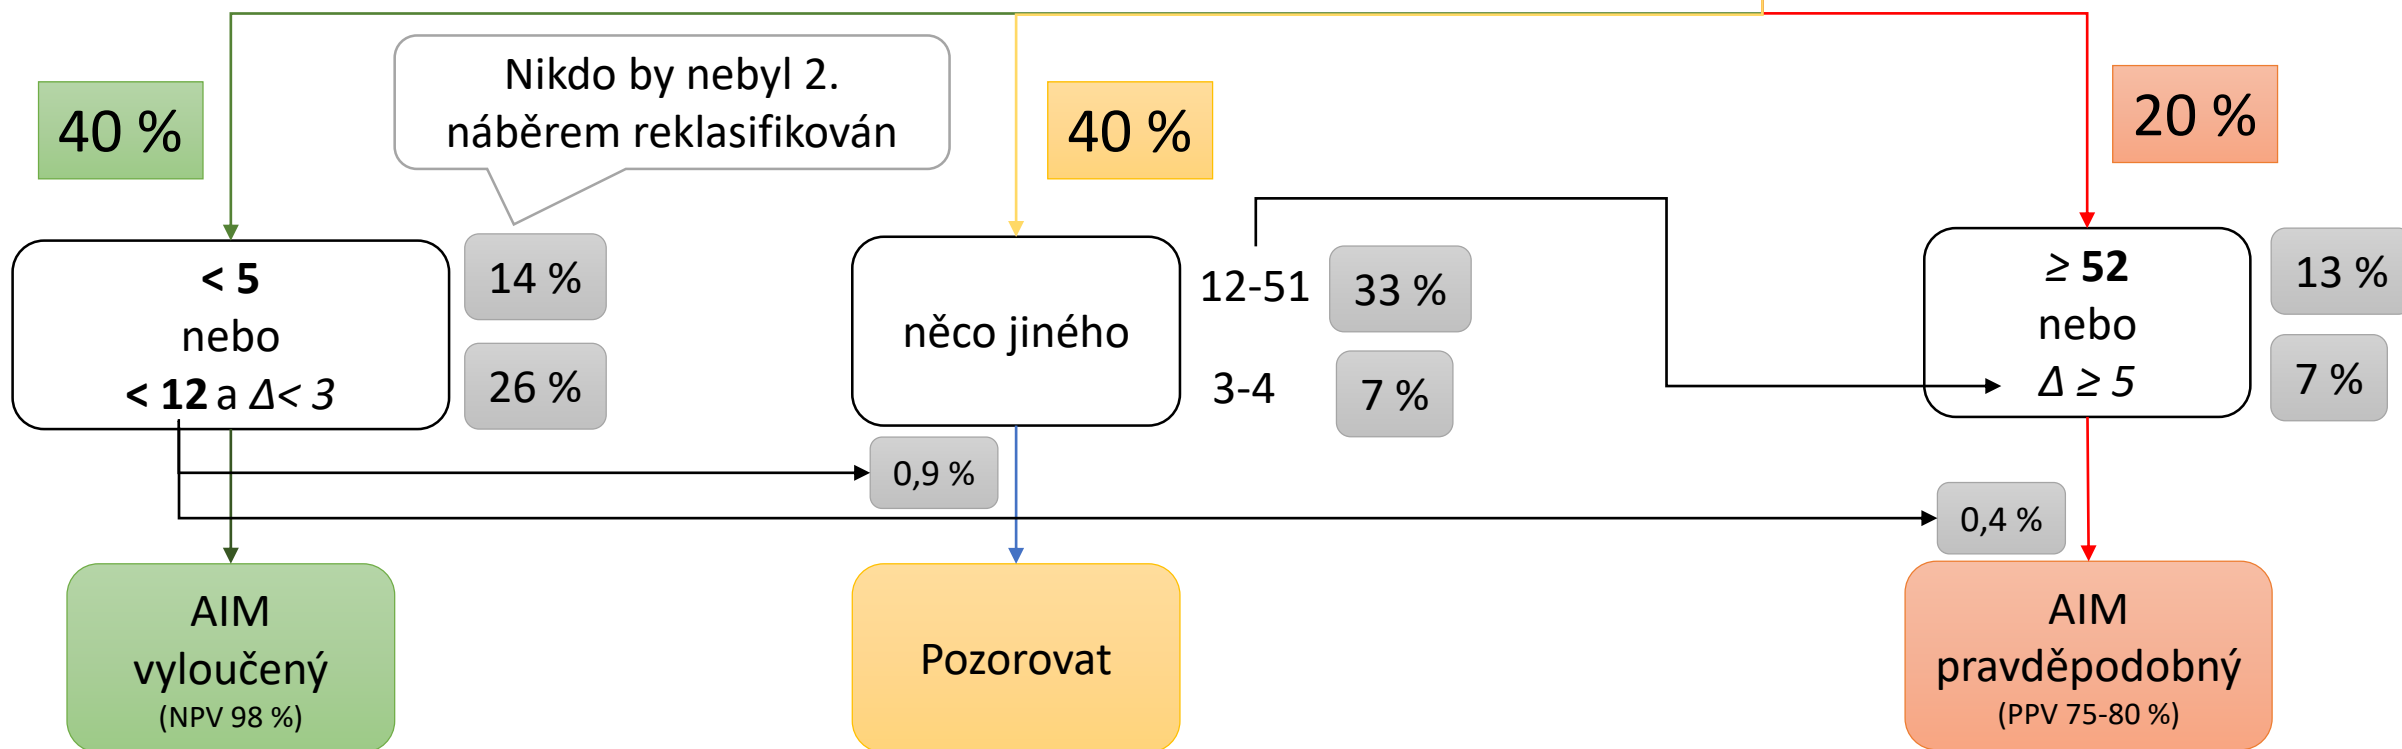 40 %
Nikdo by nebyl 2.
náběrem reklasifikován
40 %
20 %
< 5
nebo
< 12 a Δ< 3
14 %
26 %
něco jiného
12-51
33 %
3-4
7 %
≥ 52
nebo
Δ ≥ 5
13 %
7 %
0,9 %
0,4 %
AIM
vyloučený
(NPV 98 %)
Pozorovat
AIM
pravděpodobný
(PPV 75-80 %)